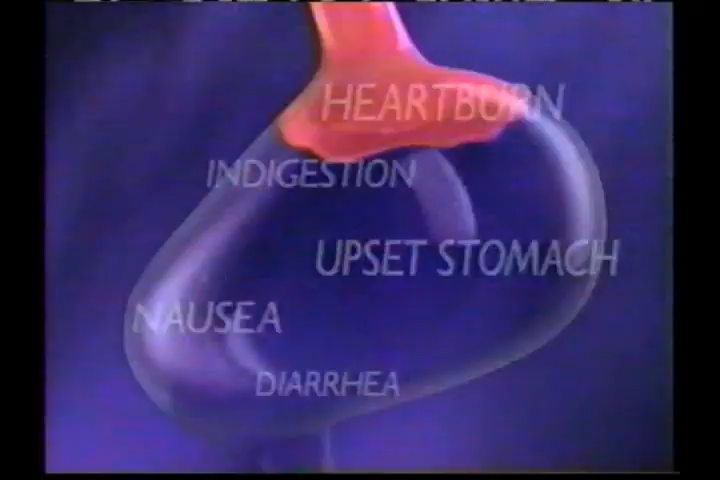 HEARTBURN
INDIGESTION
UPSET STOMACH
NAUSEA
DIARRHEA